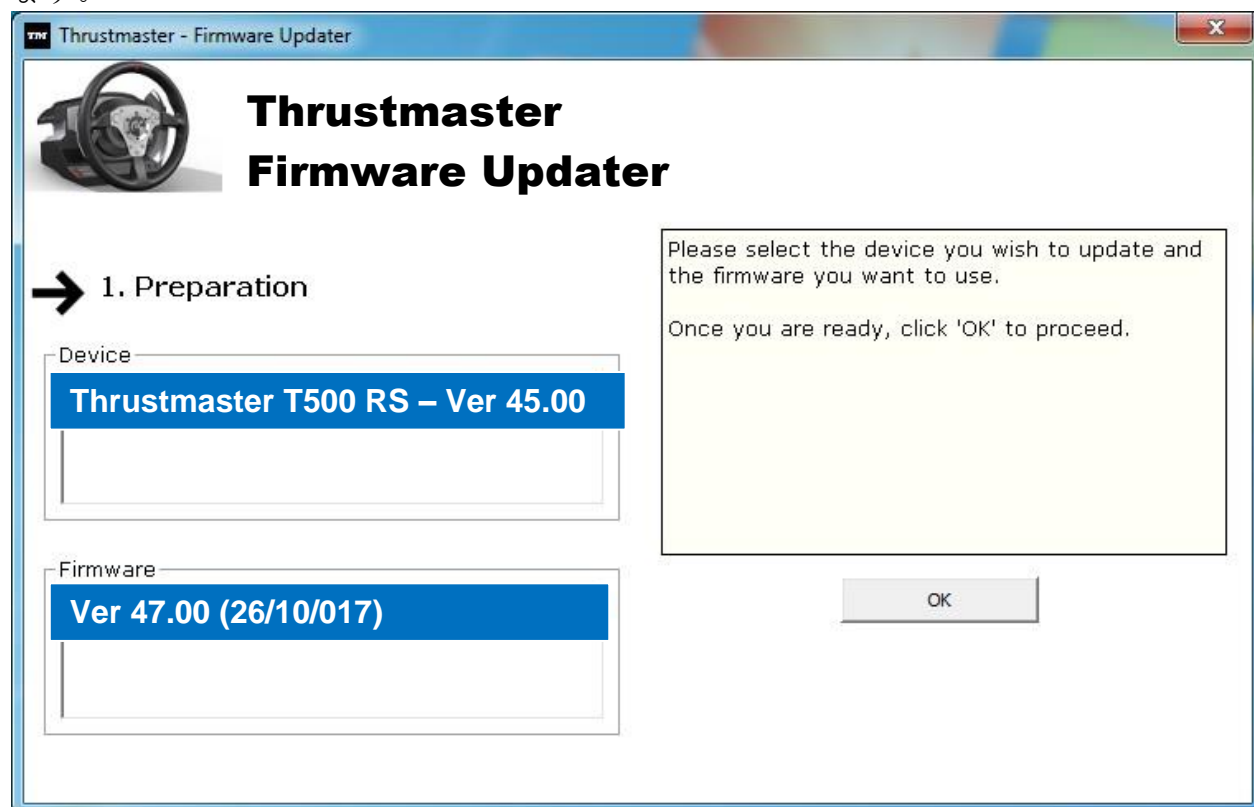 ます。
TM Thrustmaster - Firmware Updater
Thrustmaster
Firmware Updater
1. Preparation
Please select the device you wish to update and
the firmware you want to use.
Once you are ready, click 'OK' to proceed.
Device
Thrustmaster T500 RS – Ver 45.00
Firmware
Ver 47.00 (26/10/017)
OK